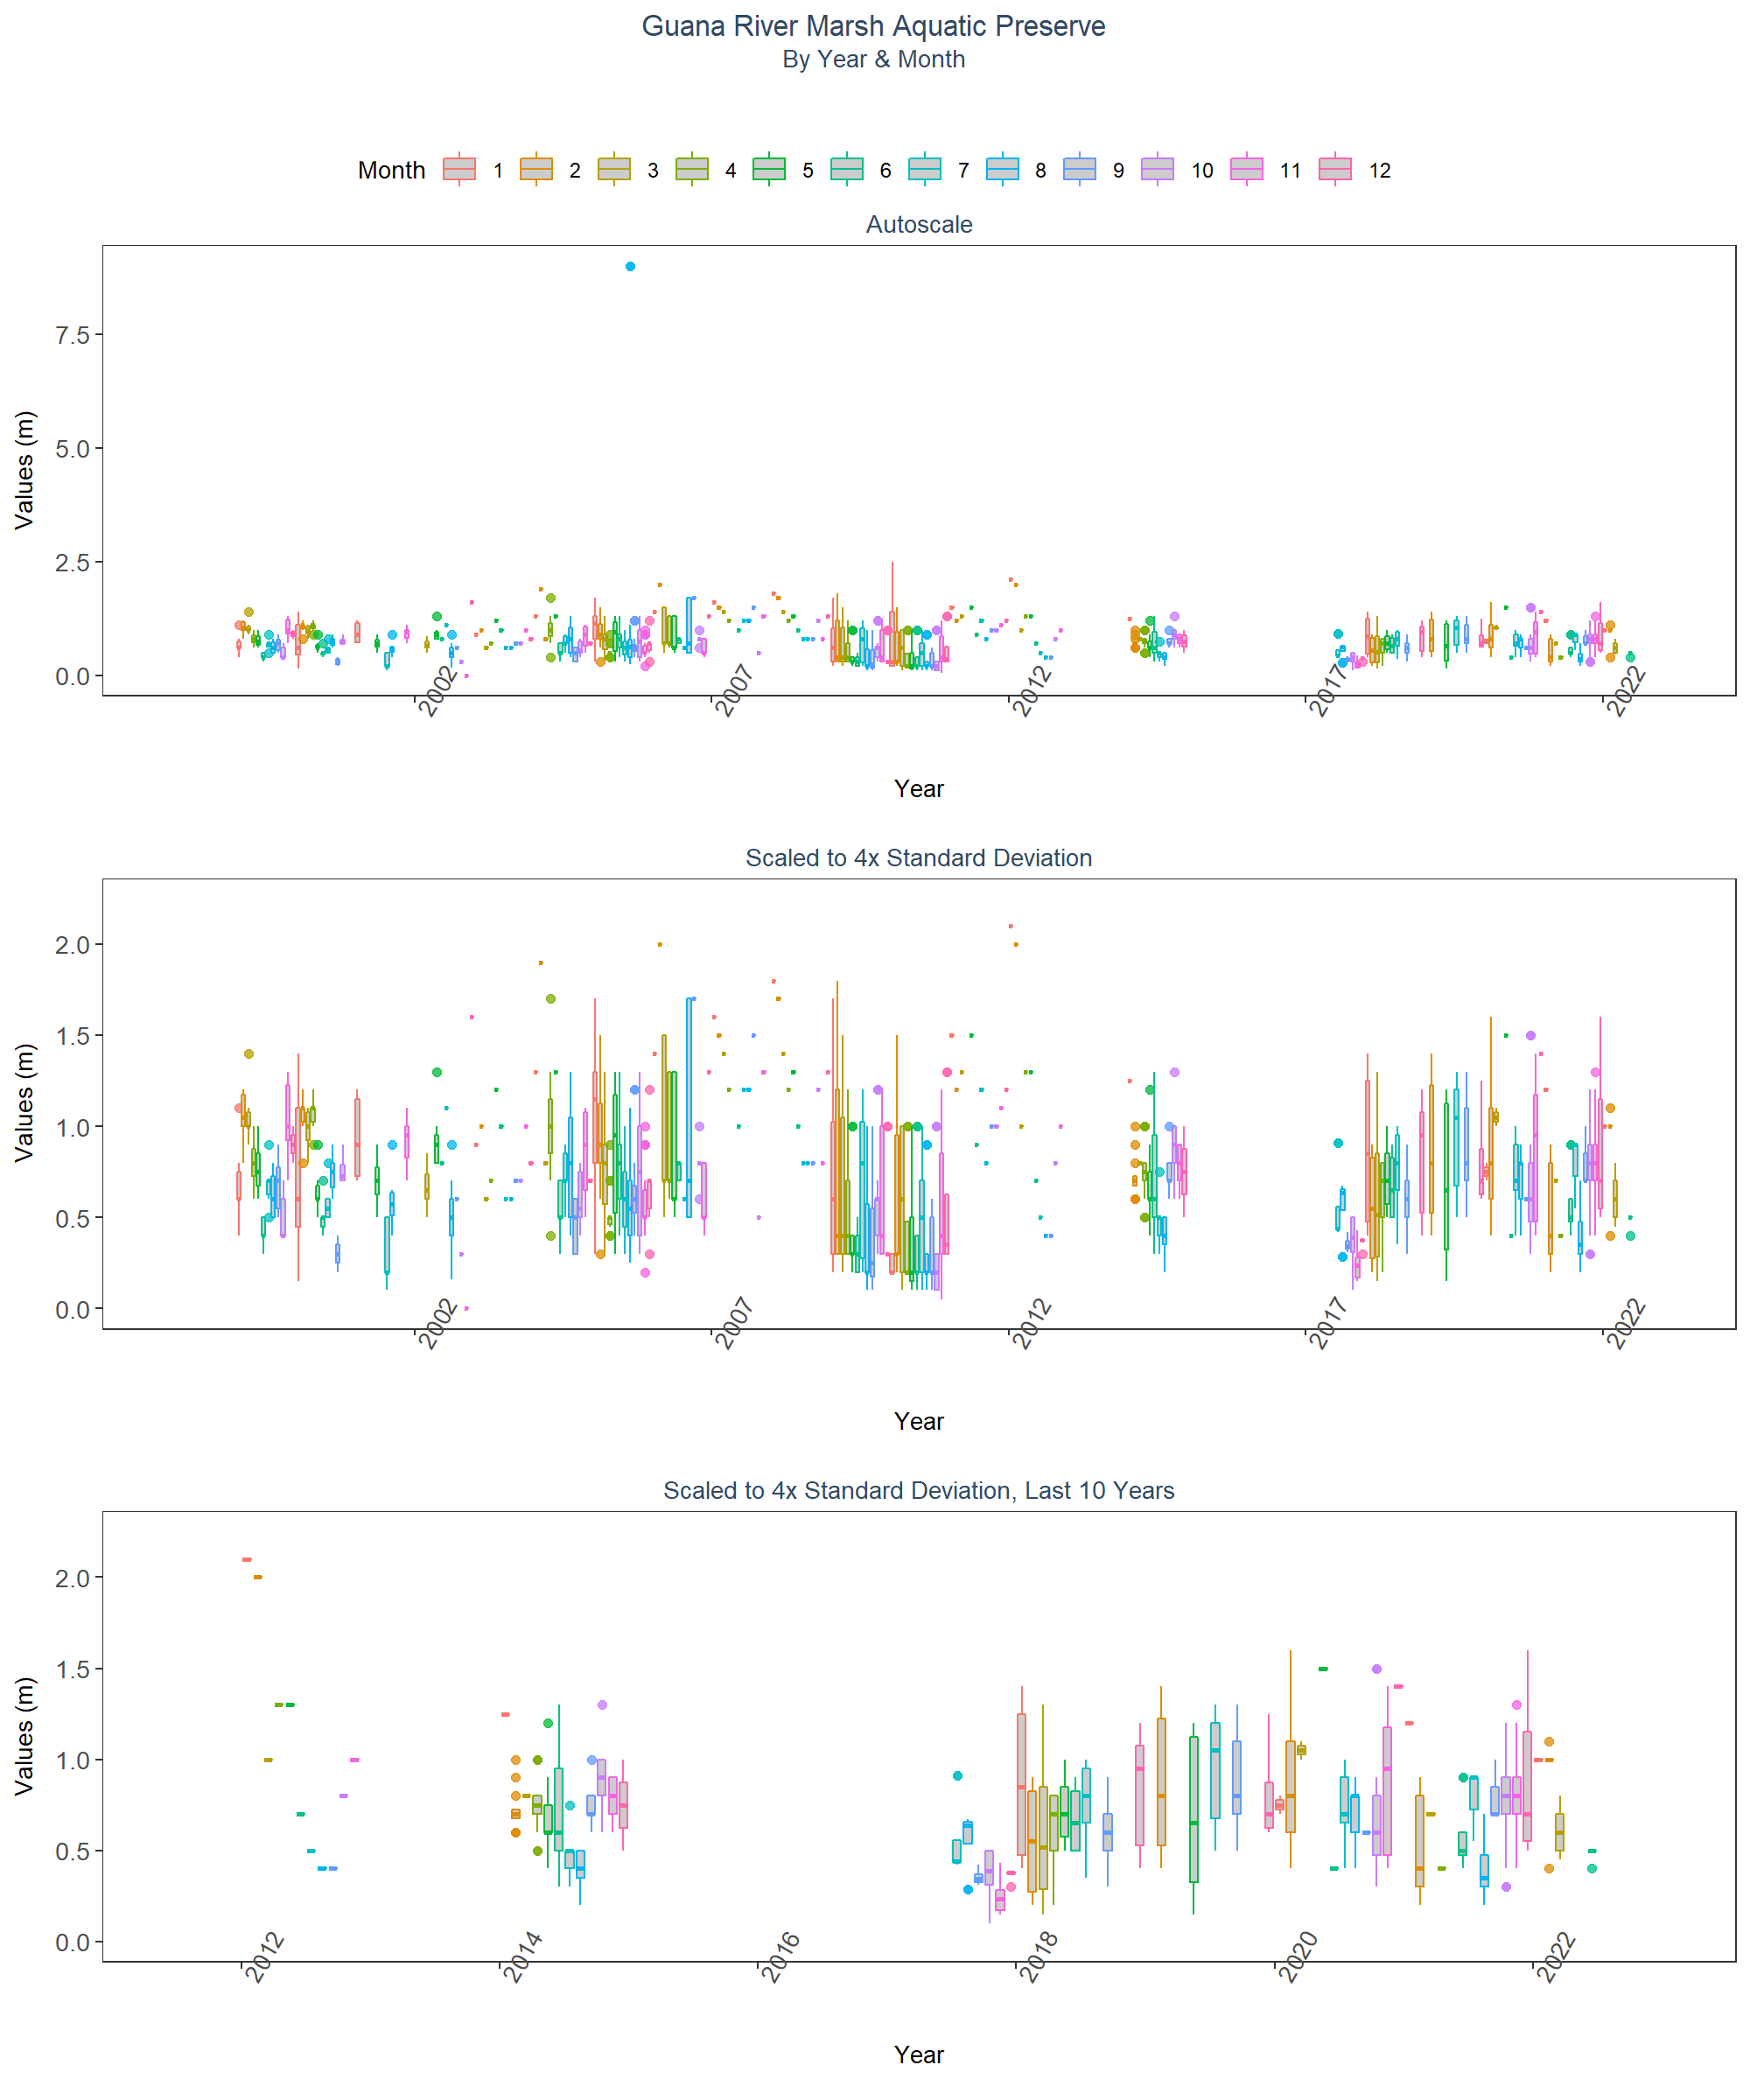 Guana River Marsh Aquatic Preserve
By Year & Month
Month 1 2 3 4 5 6 7 8 9 10 11 12
Autoscale
Values (m)
7.5
5.0
2.5
0.0
2002 2007 2012 2017 2022
Year
Scaled to 4x Standard Deviation
Values (m)
2.0
1.5
1.0
0.5
0.0
2002 2007 2012 2017 2022
Year
Scaled to 4x Standard Deviation, Last 10 Years
Values (m)
2.0
1.5
1.0
0.5
0.0
2012 2014 2016 2018 2020 2022
Year